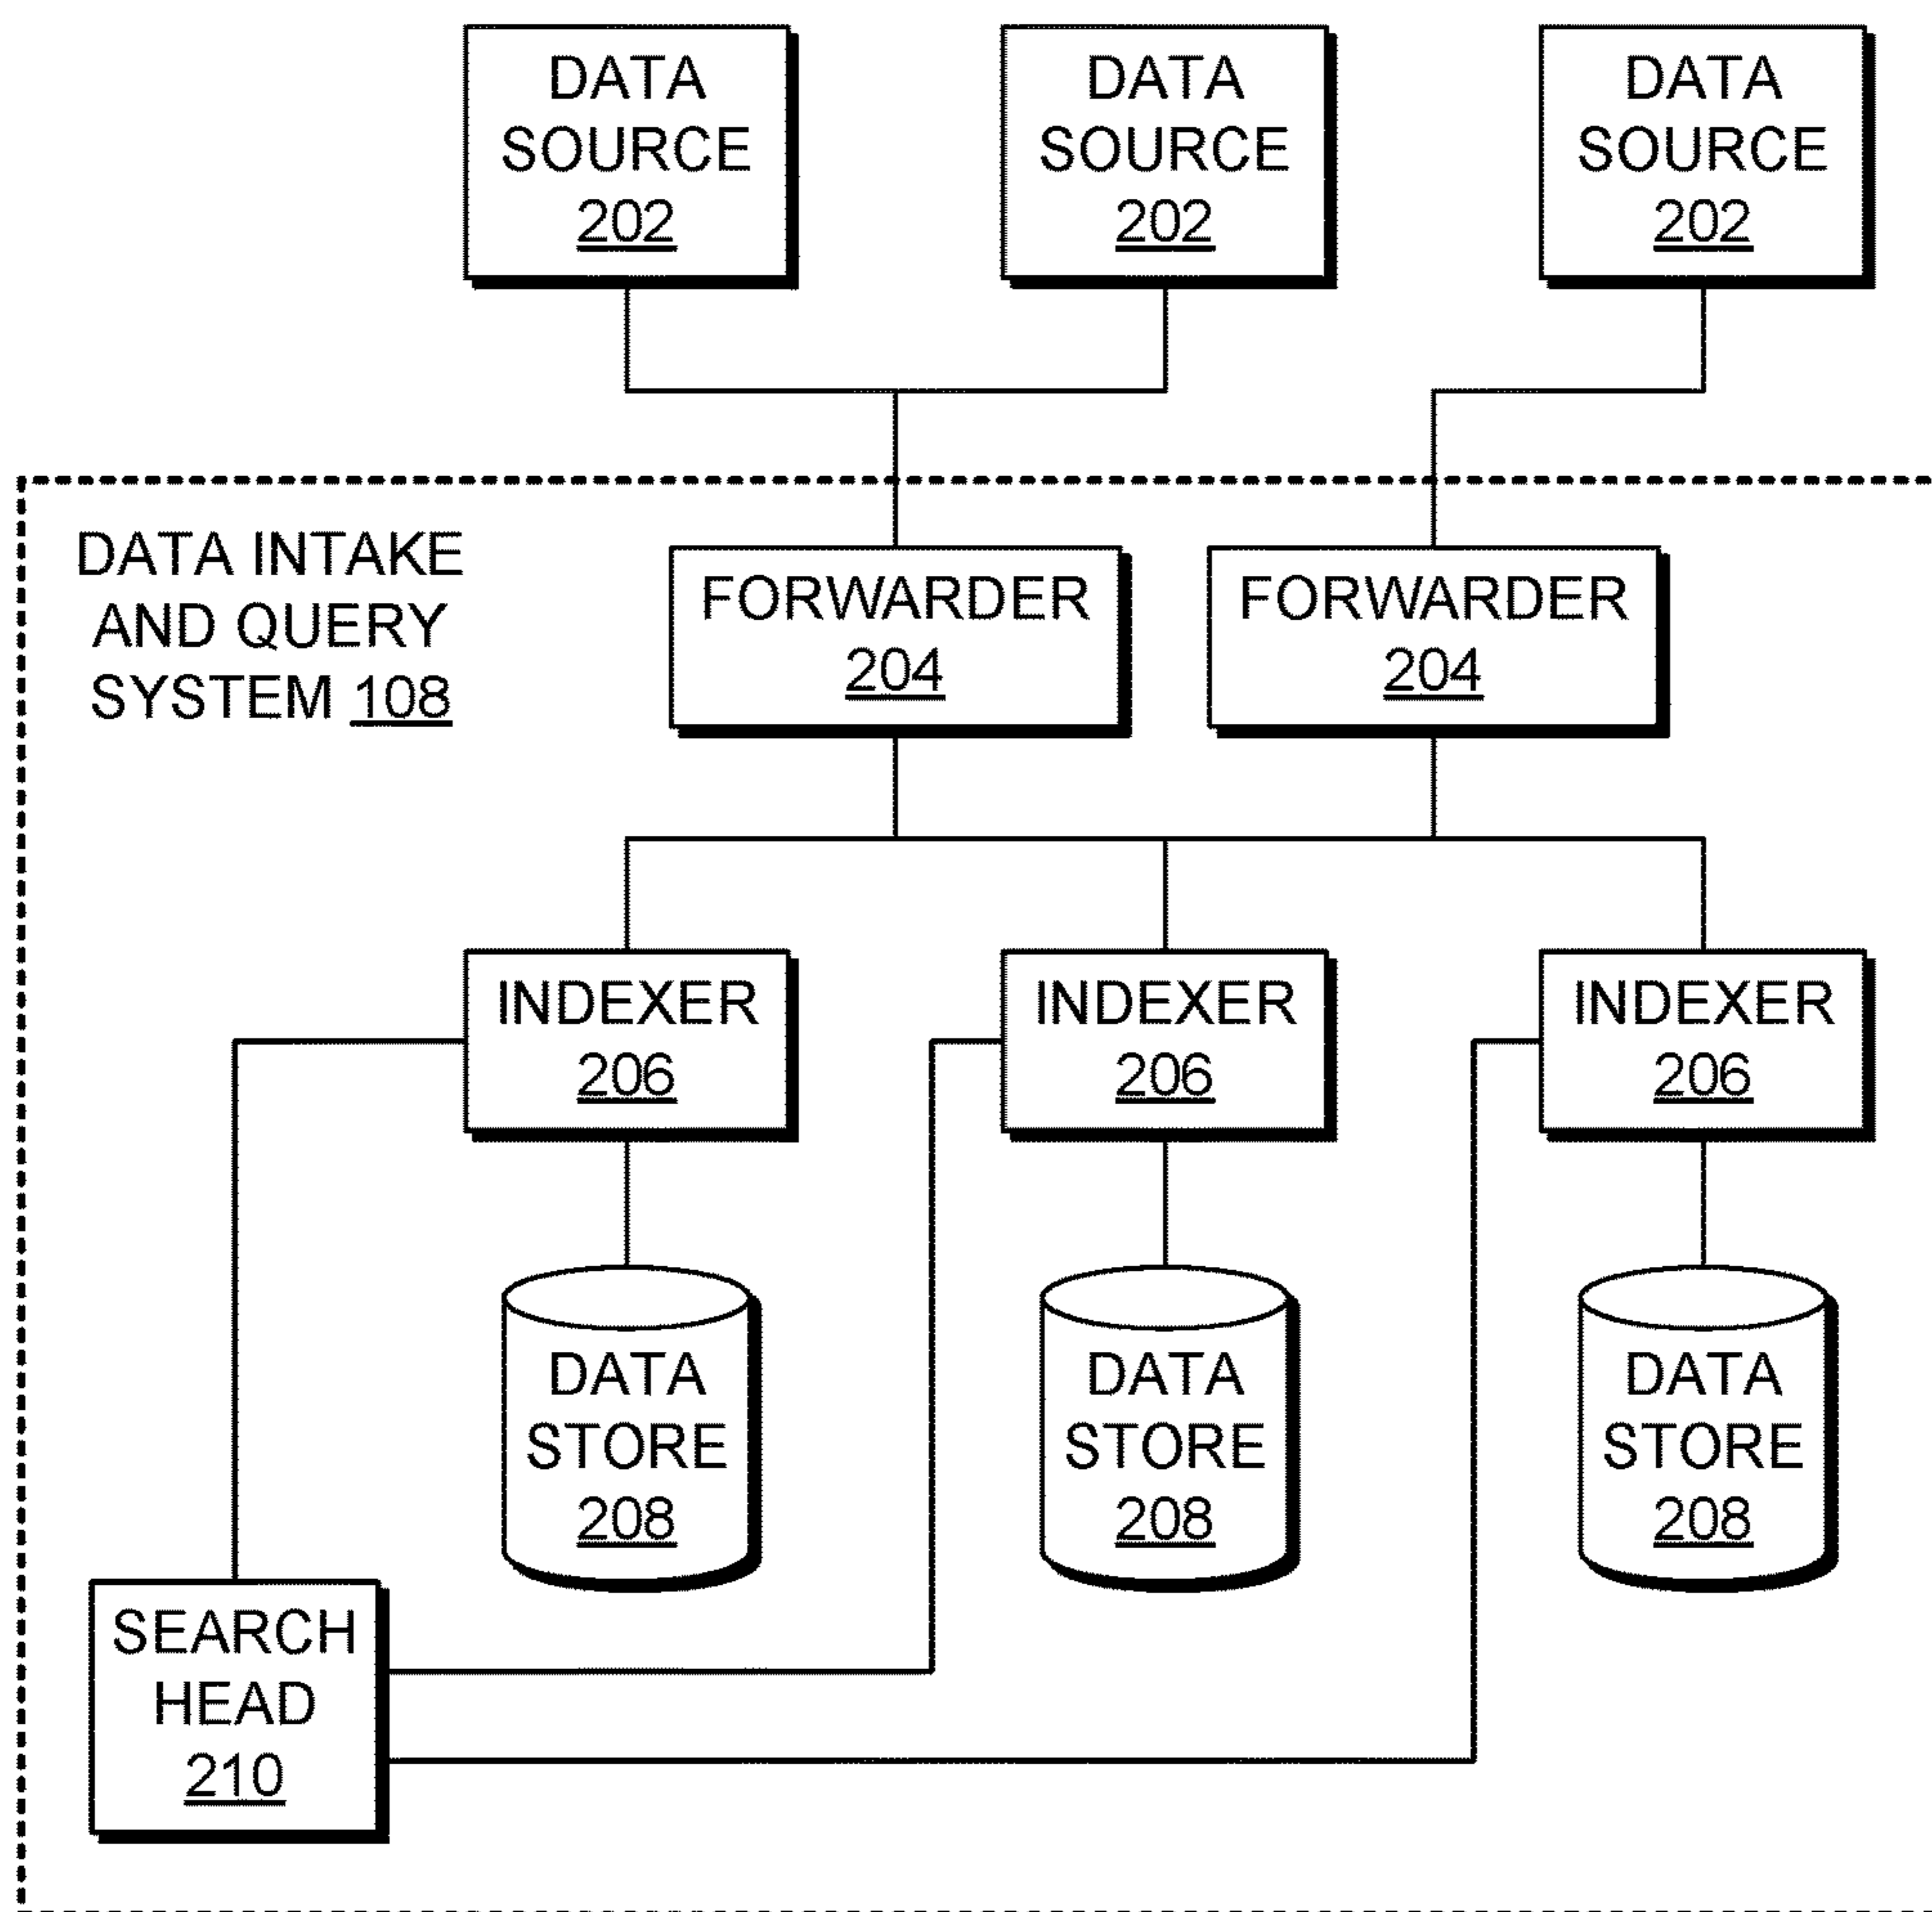 DATA
SOURCE
202
DATA
SOURCE
202
DATA
SOURCE
202
DATA INTAKE
AND QUERY
SYSTEM 108
FORWARDER
204
FORWARDER
204
INDEXER
206
INDEXER
206
INDEXER
206
DATA
STORE
208
DATA
STORE
208
DATA
STORE
208
SEARCH
HEAD
210